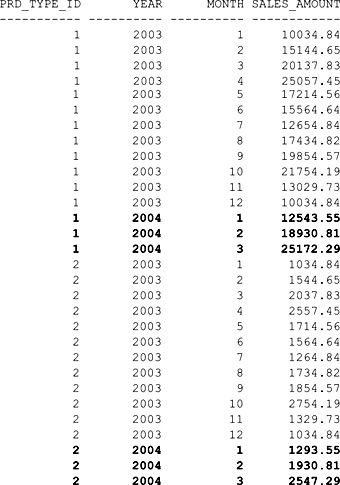 PRD_TYPE_ID YEAR MONTH SALES_AMOUNT
----------- ---------- ---------- ------------
1 2003 1 10034.84
1 2003 2 15144.65
1 2003 3 20137.83
1 2003 4 25057.45
1 2003 5 17214.56
1 2003 6 15564.64
1 2003 7 12654.84
1 2003 8 17434.82
1 2003 9 19854.57
1 2003 10 21754.19
1 2003 11 13029.73
1 2003 12 10034.84
1 2004 1 12543.55
1 2004 2 18930.81
1 2004 3 25172.29
2 2003 1 1034.84
2 2003 2 1544.65
2 2003 3 2037.83
2 2003 4 2557.45
2 2003 5 1714.56
2 2003 6 1564.64
2 2003 7 1264.84
2 2003 8 1734.82
2 2003 9 1854.57
2 2003 10 2754.19
2 2003 11 1329.73
2 2003 12 1034.84
2 2004 1 1293.55
2 2004 2 1930.81
2 2004 3 2547.29